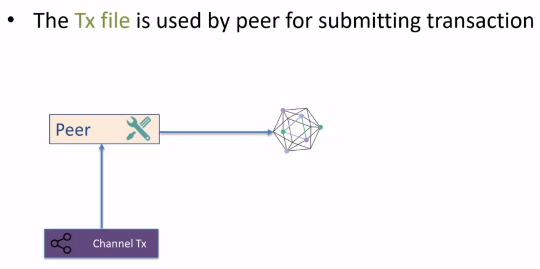 • The Tx file is used by peer for submitting transaction
Peer
Channel Tx